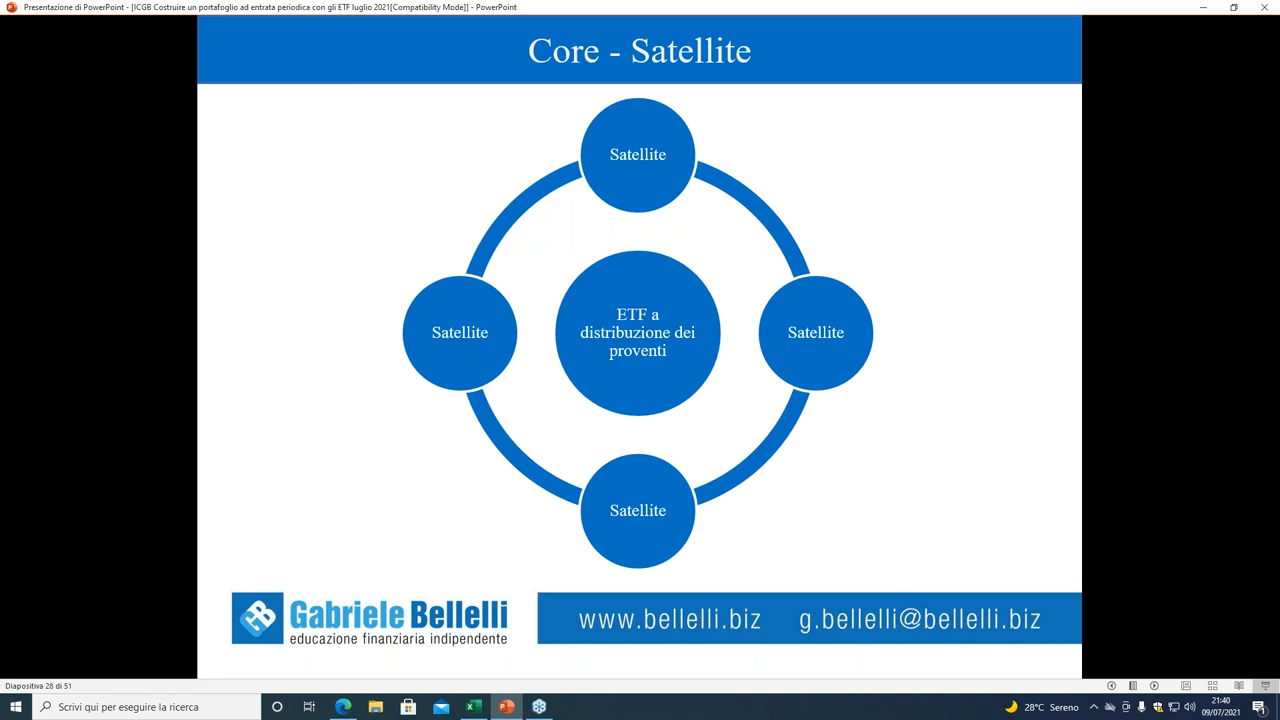 Presentazione di PowerPoint - [ICGB Costruire un portafoglio ad entrata periodica con gli ETF luglio 2021[Compatibility Mode]] - PowerPoint
Core - Satellite
Satellite
Satellite
ETF a
distribuzione dei
proventi
Satellite
Satellite
Gabriele Bellelli
educazione finanziaria indipendente
www.bellelli.biz g.bellelli@bellelli.biz
Diapositiva 28 di 51
Scrivi qui per eseguire la ricerca
28°C Sereno
21:40
09/07/2021